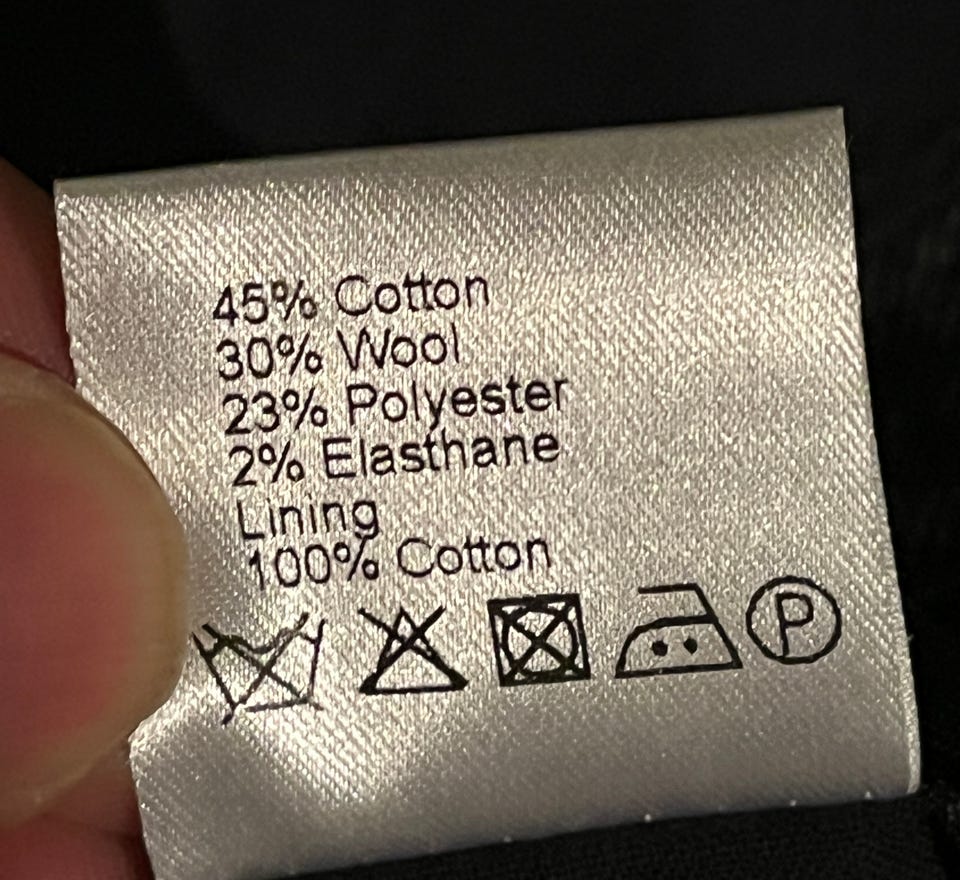 45% Cotton
30% Wool
23% Polyester
2% Elasthane
Lining
100% Cotton
P